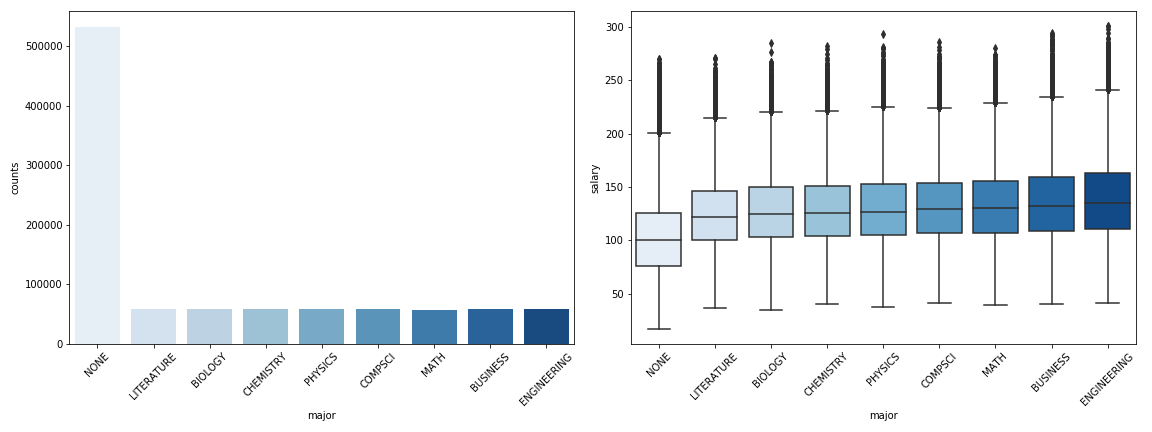 500000
400000
300000
200000
100000
0
counts
NONE
LITERATURE
BIOLOGY
CHEMISTRY
PHYSICS
COMPSCI
MATH
BUSINESS
ENGINEERING
major
300
250
200
150
100
50
salary
NONE
LITERATURE
BIOLOGY
CHEMISTRY
PHYSICS
COMPSCI
MATH
BUSINESS
ENGINEERING
major